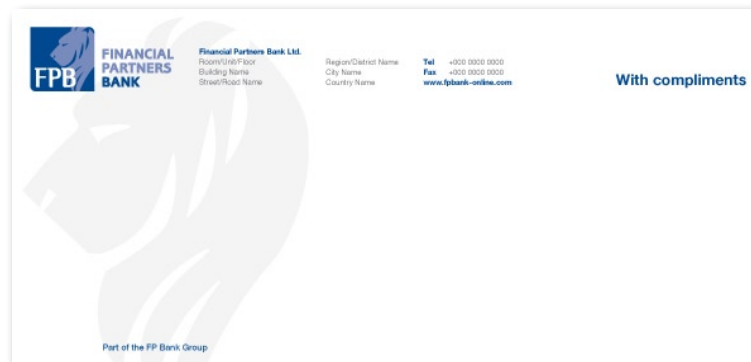 FPB
FINANCIAL
PARTNERS
BANK
Financial Partners Bank Ltd.
Room/Unit/Floor
Building Name
Street/Road Name
Region/District Name
City Name
Country Name
Tel +000 0000 0000
Fax +000 0000 0000
www.fpbank-online.com
With compliments
Part of the FP Bank Group